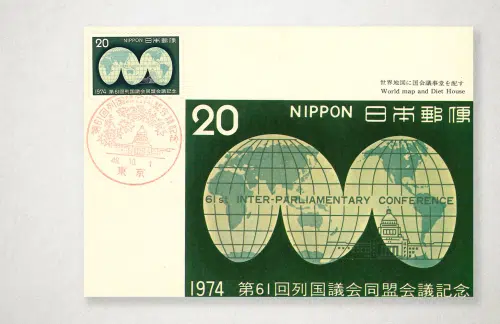 20 NIPPON 日本郵便
1974 第61回列国議会同盟会議記念
世界地図に国会議事堂を配す
World map and Diet House
東京
20 NIPPON 日本郵便
61st INTER-PARLIAMENTARY CONFERENCE
1974 第61回列国議会同盟会議記念